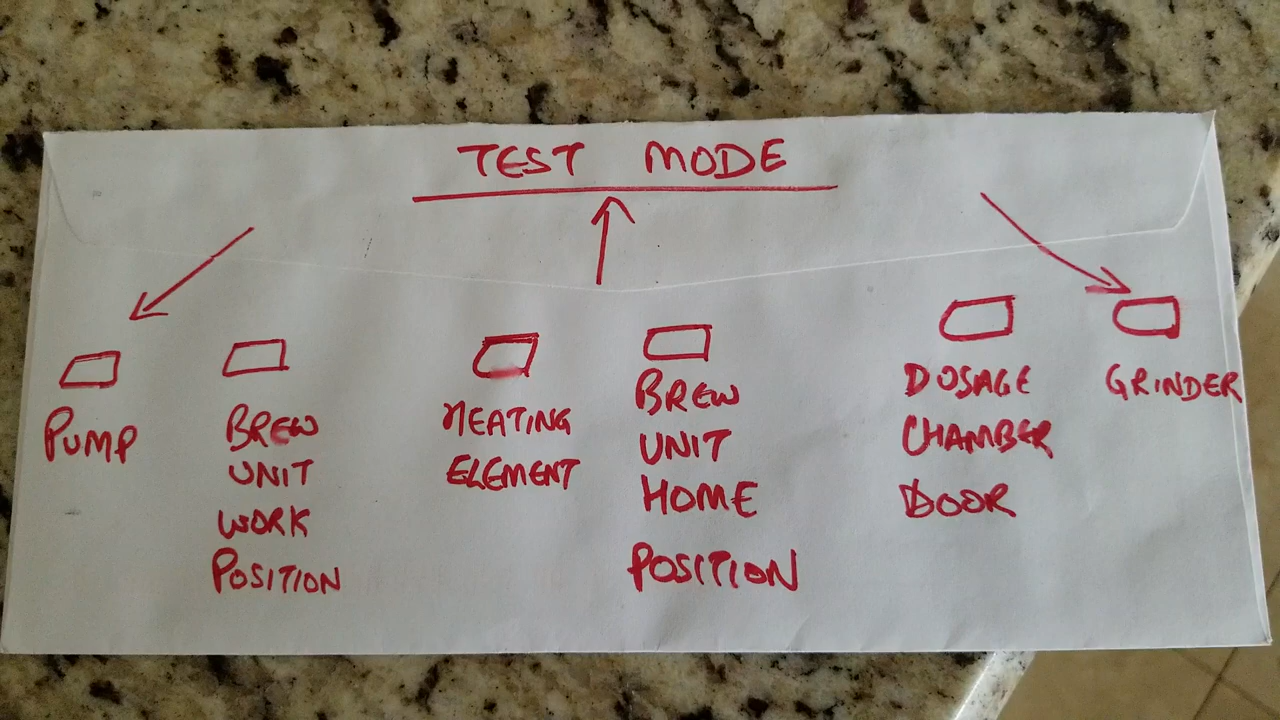 TEST MODE
PUMP
BREW
UNIT
WORK
POSITION
HEATING
ELEMENT
BREW
UNIT
HOME
POSITION
DOSAGE
CHAMBER
DOOR
GRINDER